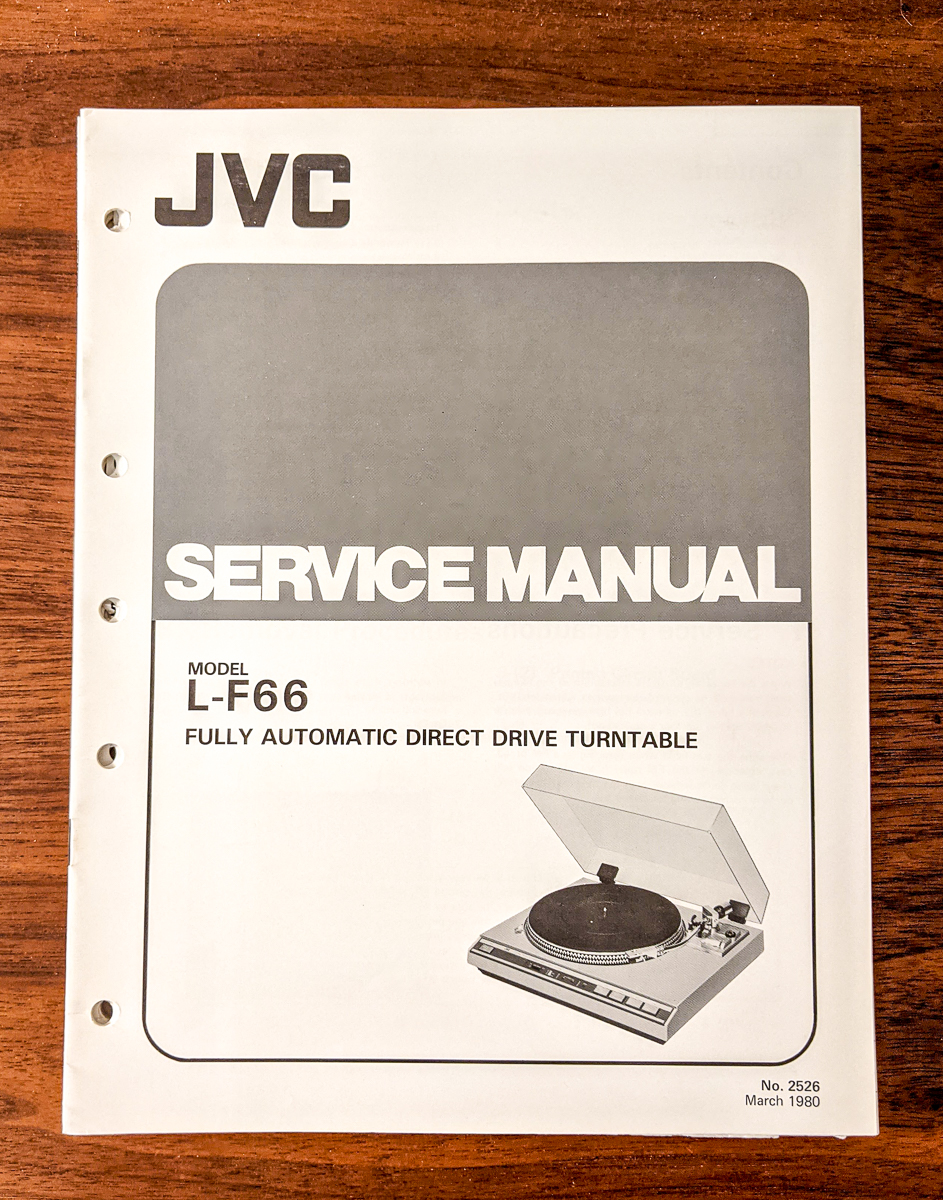 JVC
SERVICE MANUAL
MODEL
L-F66
FULLY AUTOMATIC DIRECT DRIVE TURNTABLE
No. 2526
March 1980